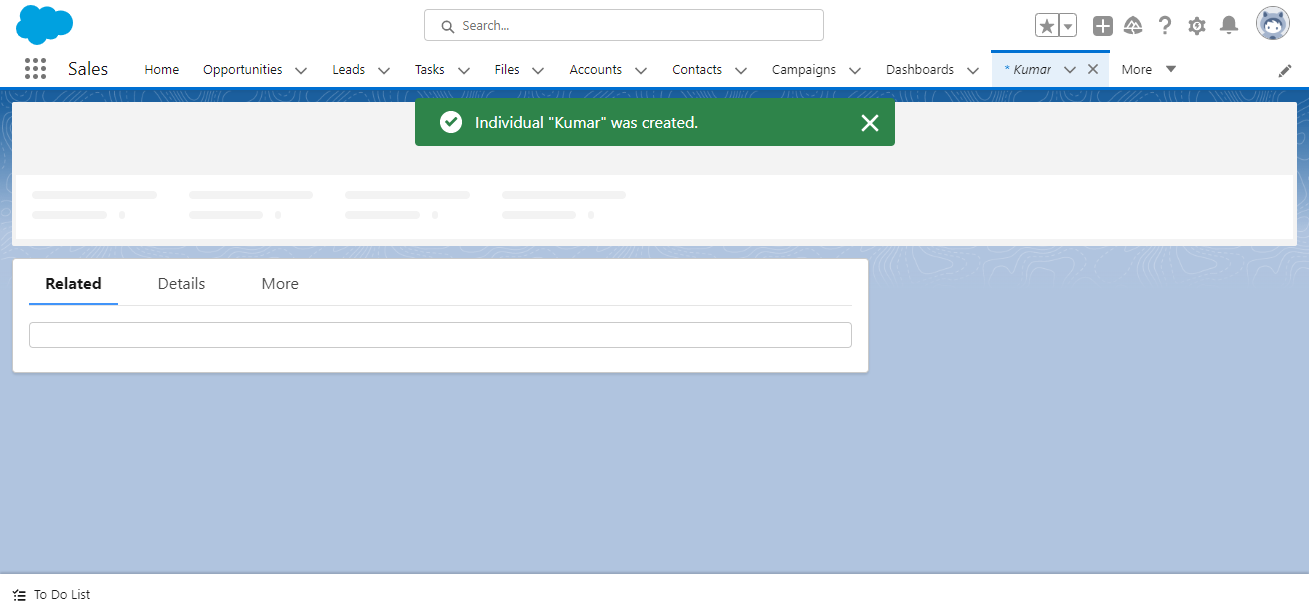 Search...
Sales Home Opportunities Leads Tasks Files Accounts Contacts Campaigns Dashboards * Kumar More
Individual "Kumar" was created.
Related Details More
To Do List